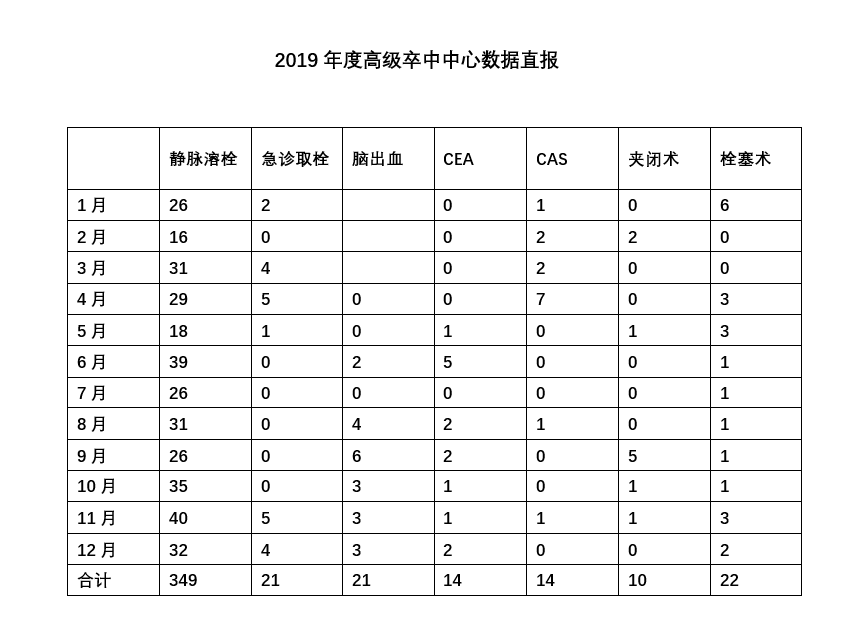 2019 年度高级卒中中心数据直报
静脉溶栓 急诊取栓 脑出血 CEA CAS 夹闭术 栓塞术
1 月 26 2 0 1 0 6
2 月 16 0 0 2 2 0
3 月 31 4 0 2 0 0
4 月 29 5 0 0 7 0 3
5 月 18 1 0 1 0 1 3
6 月 39 0 2 5 0 0 1
7 月 26 0 0 0 0 0 1
8 月 31 0 4 2 1 0 1
9 月 26 0 6 2 0 5 1
10 月 35 0 3 1 0 1 1
11 月 40 5 3 1 1 1 3
12 月 32 4 3 2 0 0 2
合计 349 21 21 14 14 10 22